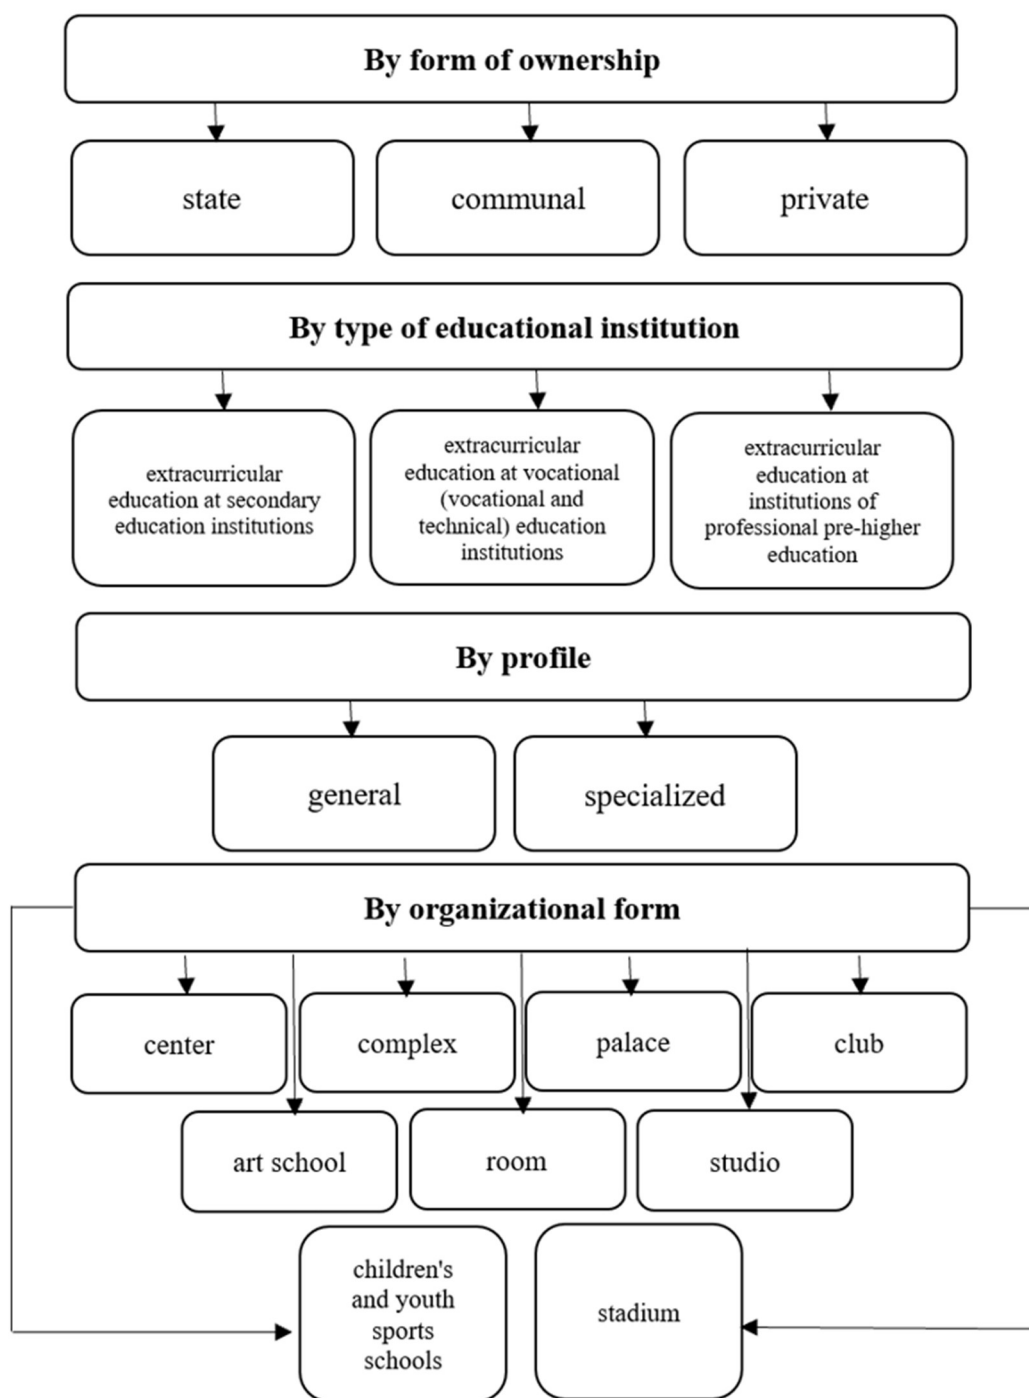 By form of ownership
state
communal
private
By type of educational institution
extracurricular
education at secondary
education institutions
extracurricular
education at vocational
(vocational and
technical) education
institutions
extracurricular
education at
institutions of
professional pre-higher
education
By profile
general
specialized
By organizational form
center
complex
palace
club
art school
room
studio
children's
and youth
sports
schools
stadium